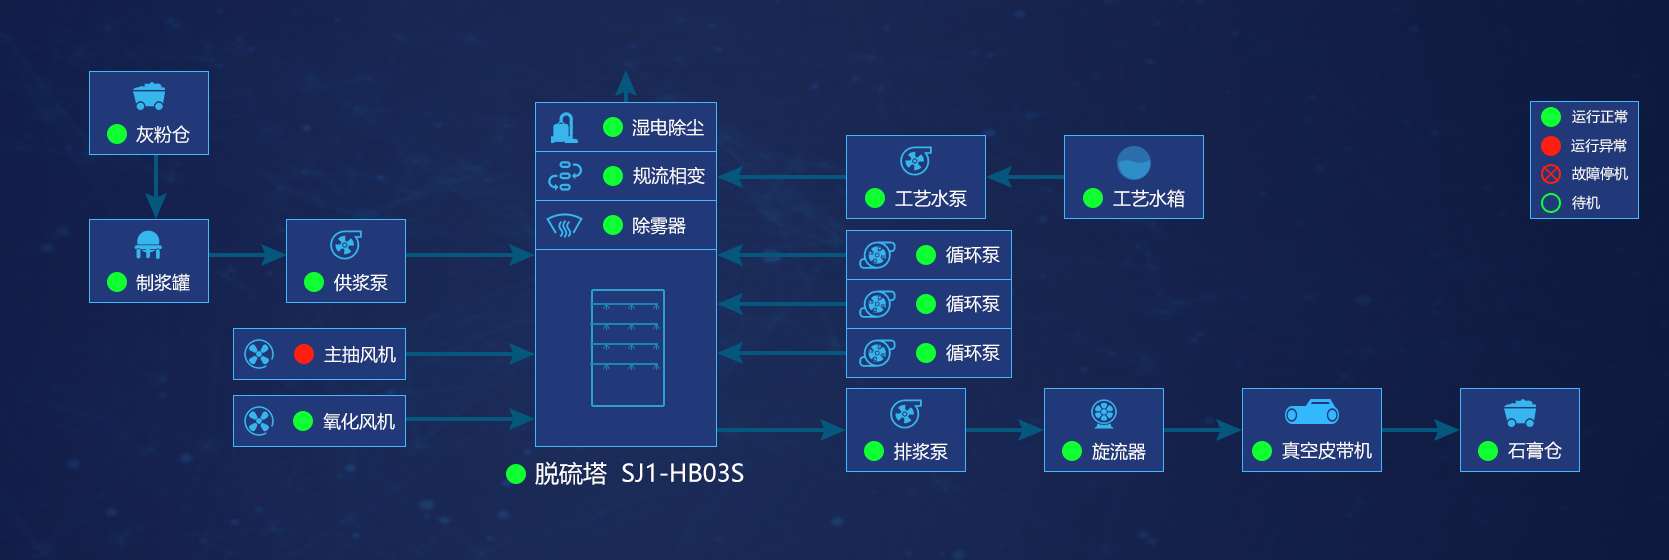 灰粉仓
制浆罐
供浆泵
主抽风机
氧化风机
湿电除尘
规流相变
除雾器
脱硫塔 SJ1-HB03S
工艺水泵
工艺水箱
循环泵
循环泵
循环泵
排浆泵
旋流器
真空皮带机
石膏仓
运行正常
运行异常
故障停机
待机